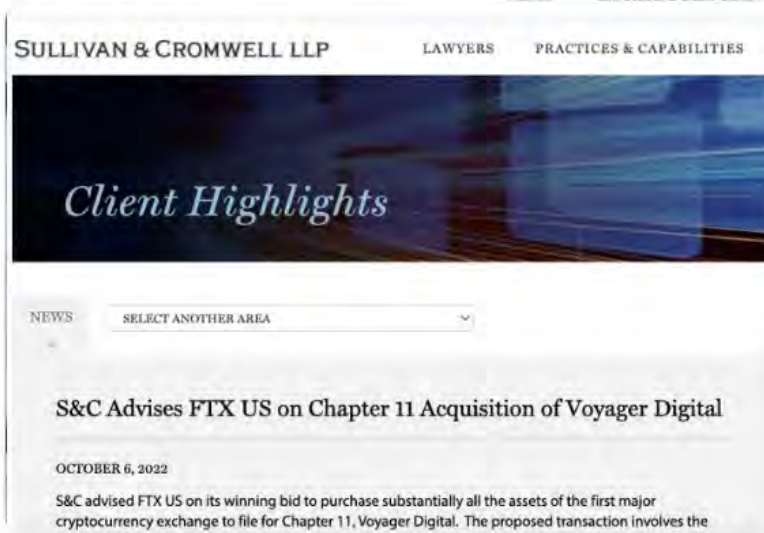 SULLIVAN & CROMWELL LLP LAWYERS PRACTICES & CAPABILITIES
Client Highlights
NEWS SELECT ANOTHER AREA
S&C Advises FTX US on Chapter 11 Acquisition of Voyager Digital
OCTOBER 6, 2022
S&C advised FTX US on its winning bid to purchase substantially all the assets of the first major
cryptocurrency exchange to file for Chapter 11, Voyager Digital. The proposed transaction involves the